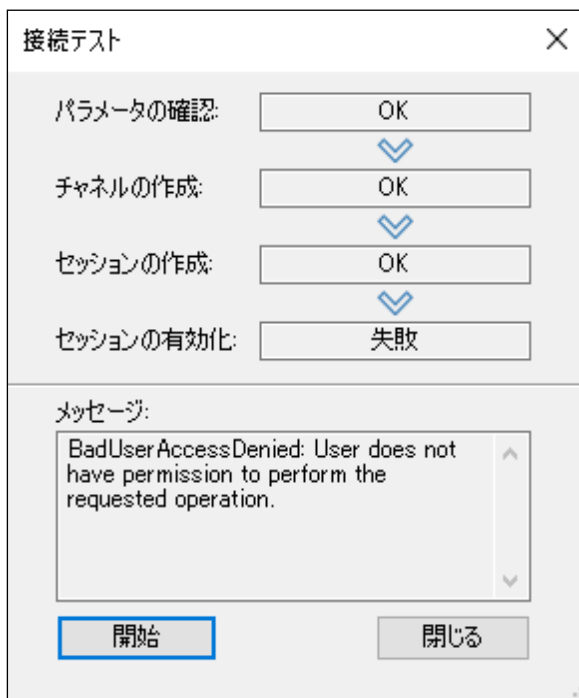 接続テスト
パラメータの確認: OK
チャネルの作成: OK
セッションの作成: OK
セッションの有効化: 失敗
メッセージ:
BadUserAccessDenied: User does not
have permission to perform the
requested operation.
開始 閉じる